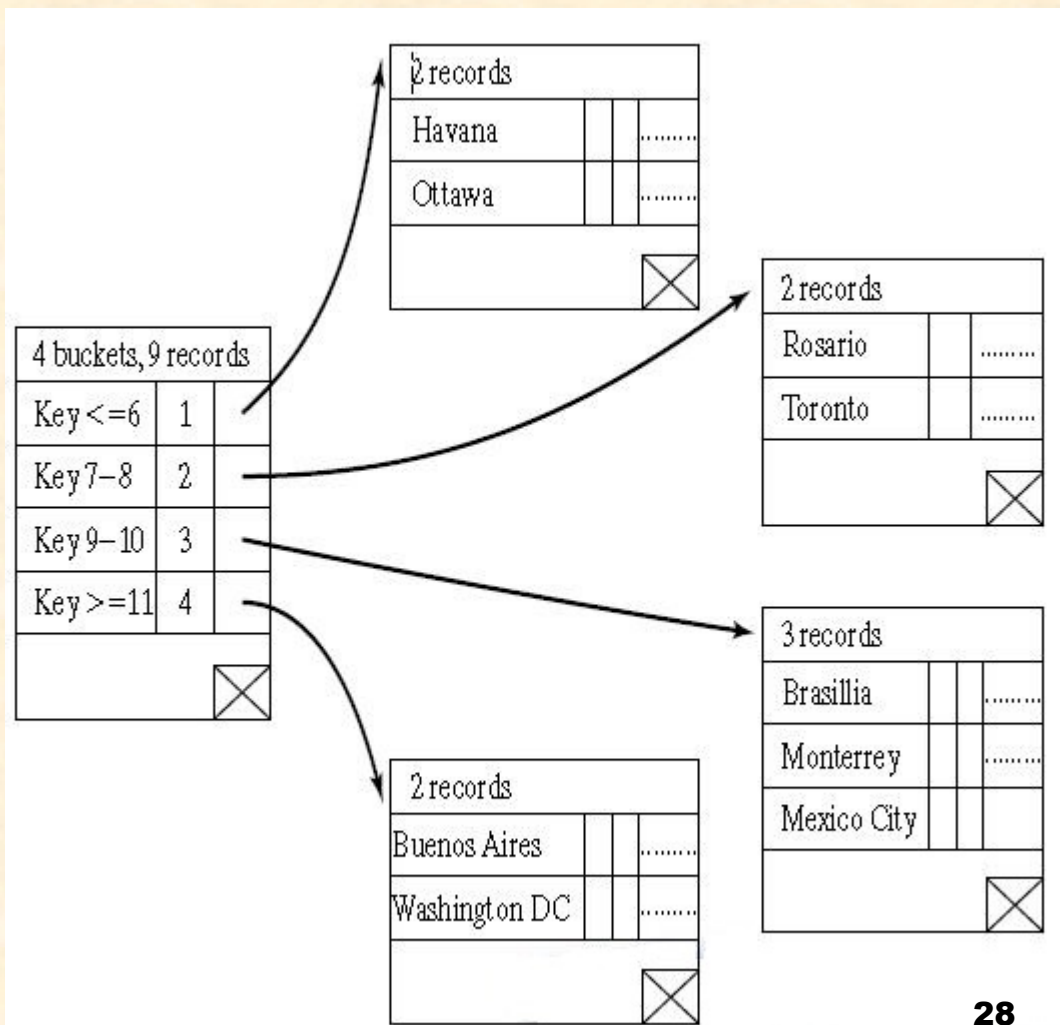 2 records
Havana
.........
Ottawa
.........
4 buckets, 9 records
Key <=6 1
Key 7-8 2
Key 9-10 3
Key >=11 4
2 records
Rosario
.........
Toronto
.........
3 records
Brasillia
.........
Monterrey
.........
Mexico City
2 records
Buenos Aires
.........
Washington DC
.........
28